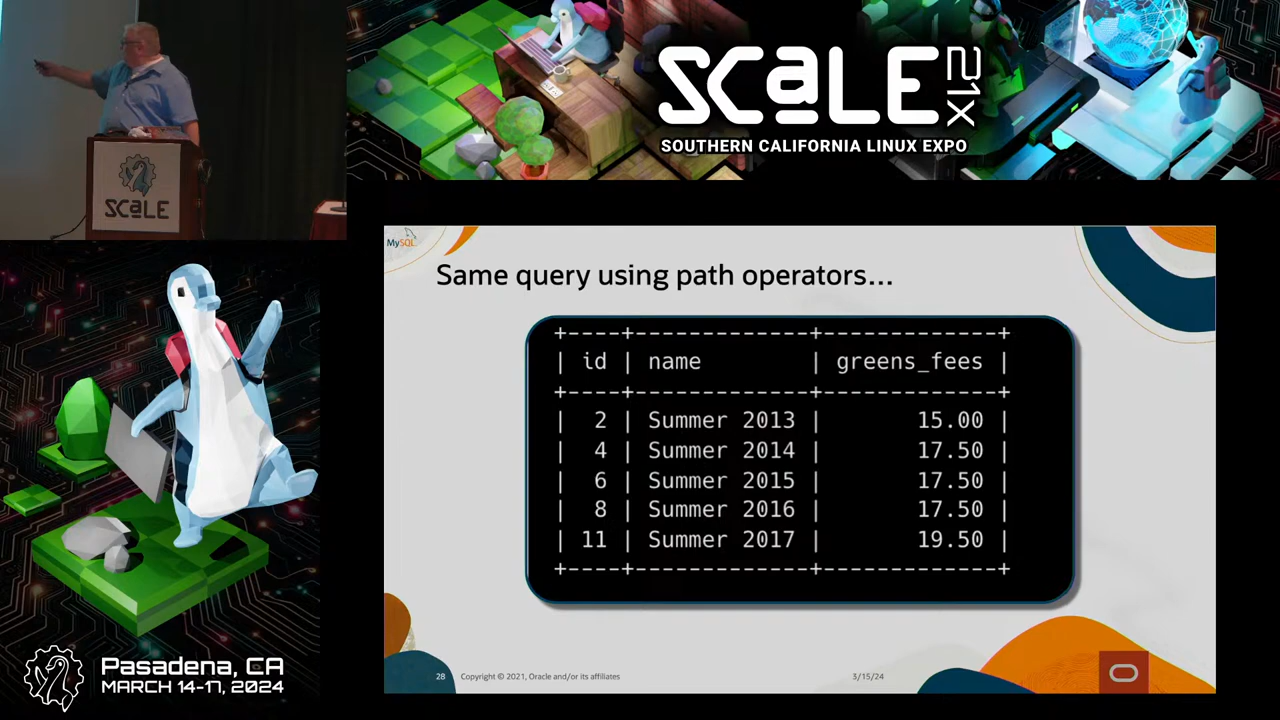 SCaLE
21X
SOUTHERN CALIFORNIA LINUX EXPO
SCaLE
MySQL
Same query using path operators...
+----+-------------+-------------+
| id | name        | greens_fees |
+----+-------------+-------------+
|  2 | Summer 2013 |       15.00 |
|  4 | Summer 2014 |       17.50 |
|  6 | Summer 2015 |       17.50 |
|  8 | Summer 2016 |       17.50 |
| 11 | Summer 2017 |       19.50 |
+----+-------------+-------------+
28 Copyright © 2021, Oracle and/or its affiliates 3/15/24
Pasadena, CA
MARCH 14-17, 2024